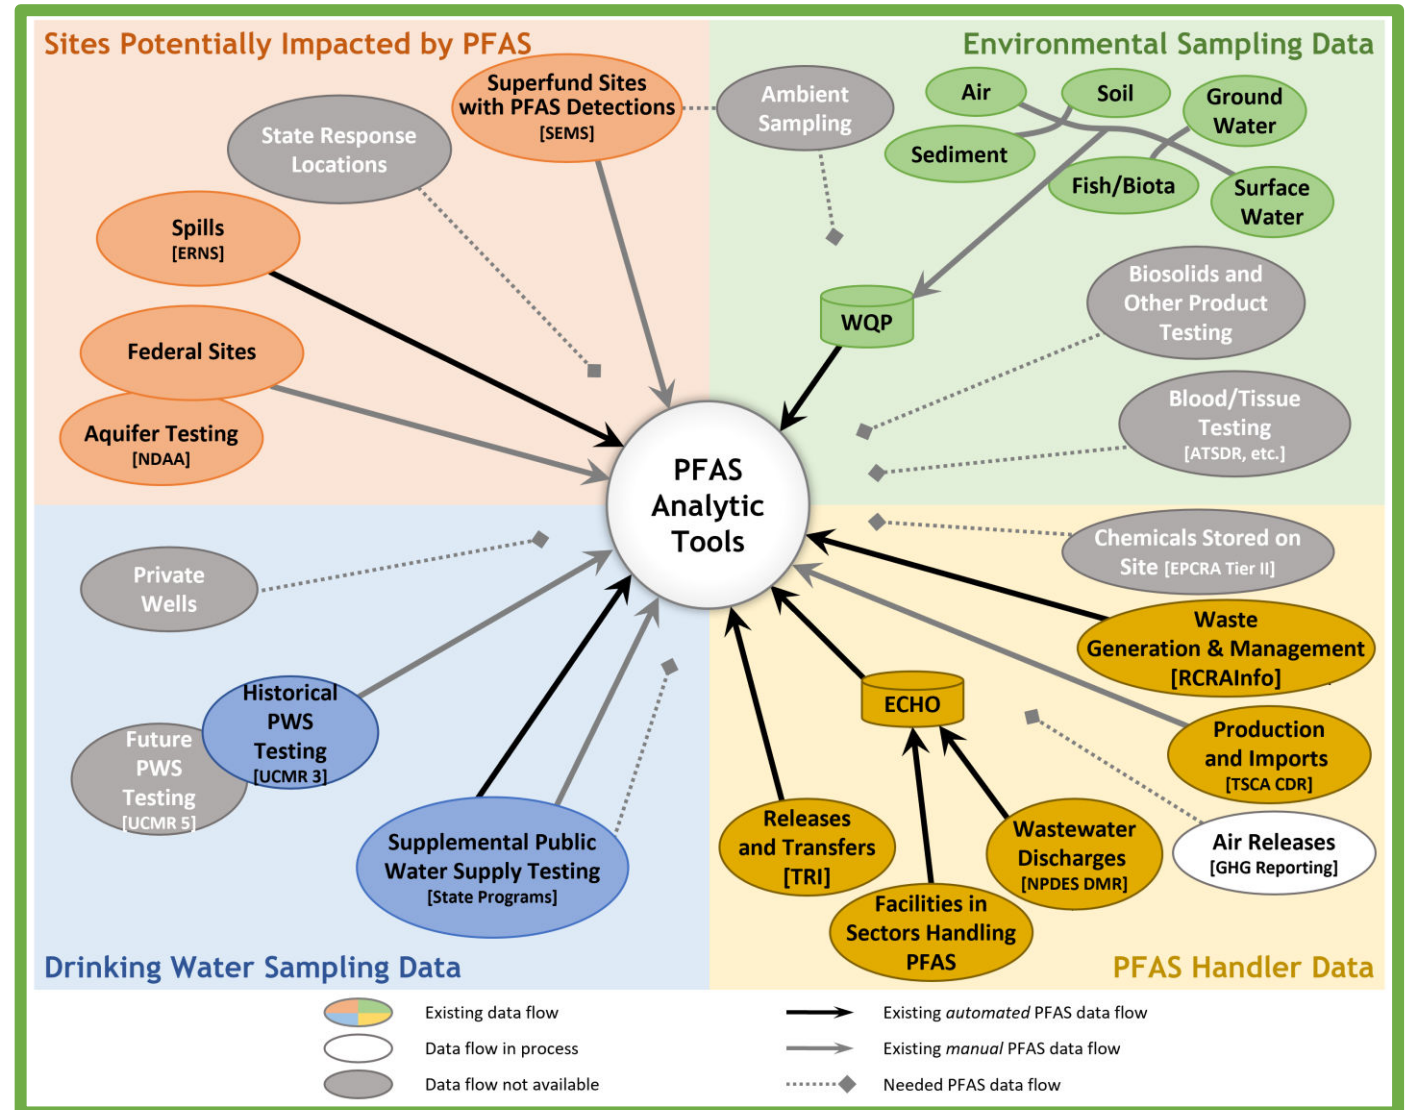 Sites Potentially Impacted by PFAS
Superfund Sites
with PFAS Detections
[SEMS]
State Response
Locations
Spills
[ERNS]
Federal Sites
Aquifer Testing
[NDAA]
Environmental Sampling Data
Ambient
Sampling
Air
Soil
Ground
Water
Sediment
Fish/Biota
Surface
Water
WQP
Biosolids and
Other Product
Testing
Blood/Tissue
Testing
[ATSDR, etc.]
PFAS
Analytic
Tools
Private
Wells
Historical
PWS
Testing
[UCMR 3]
Future
PWS
Testing
[UCMR 5]
Supplemental Public
Water Supply Testing
[State Programs]
Drinking Water Sampling Data
Chemicals Stored on
Site [EPCRA Tier II]
Waste
Generation & Management
[RCRAInfo]
ECHO
Production
and Imports
[TSCA CDR]
Releases
and Transfers
[TRI]
Wastewater
Discharges
[NPDES DMR]
Air Releases
[GHG Reporting]
Facilities in
Sectors Handling
PFAS
PFAS Handler Data
Existing data flow
Data flow in process
Data flow not available
Existing automated PFAS data flow
Existing manual PFAS data flow
Needed PFAS data flow